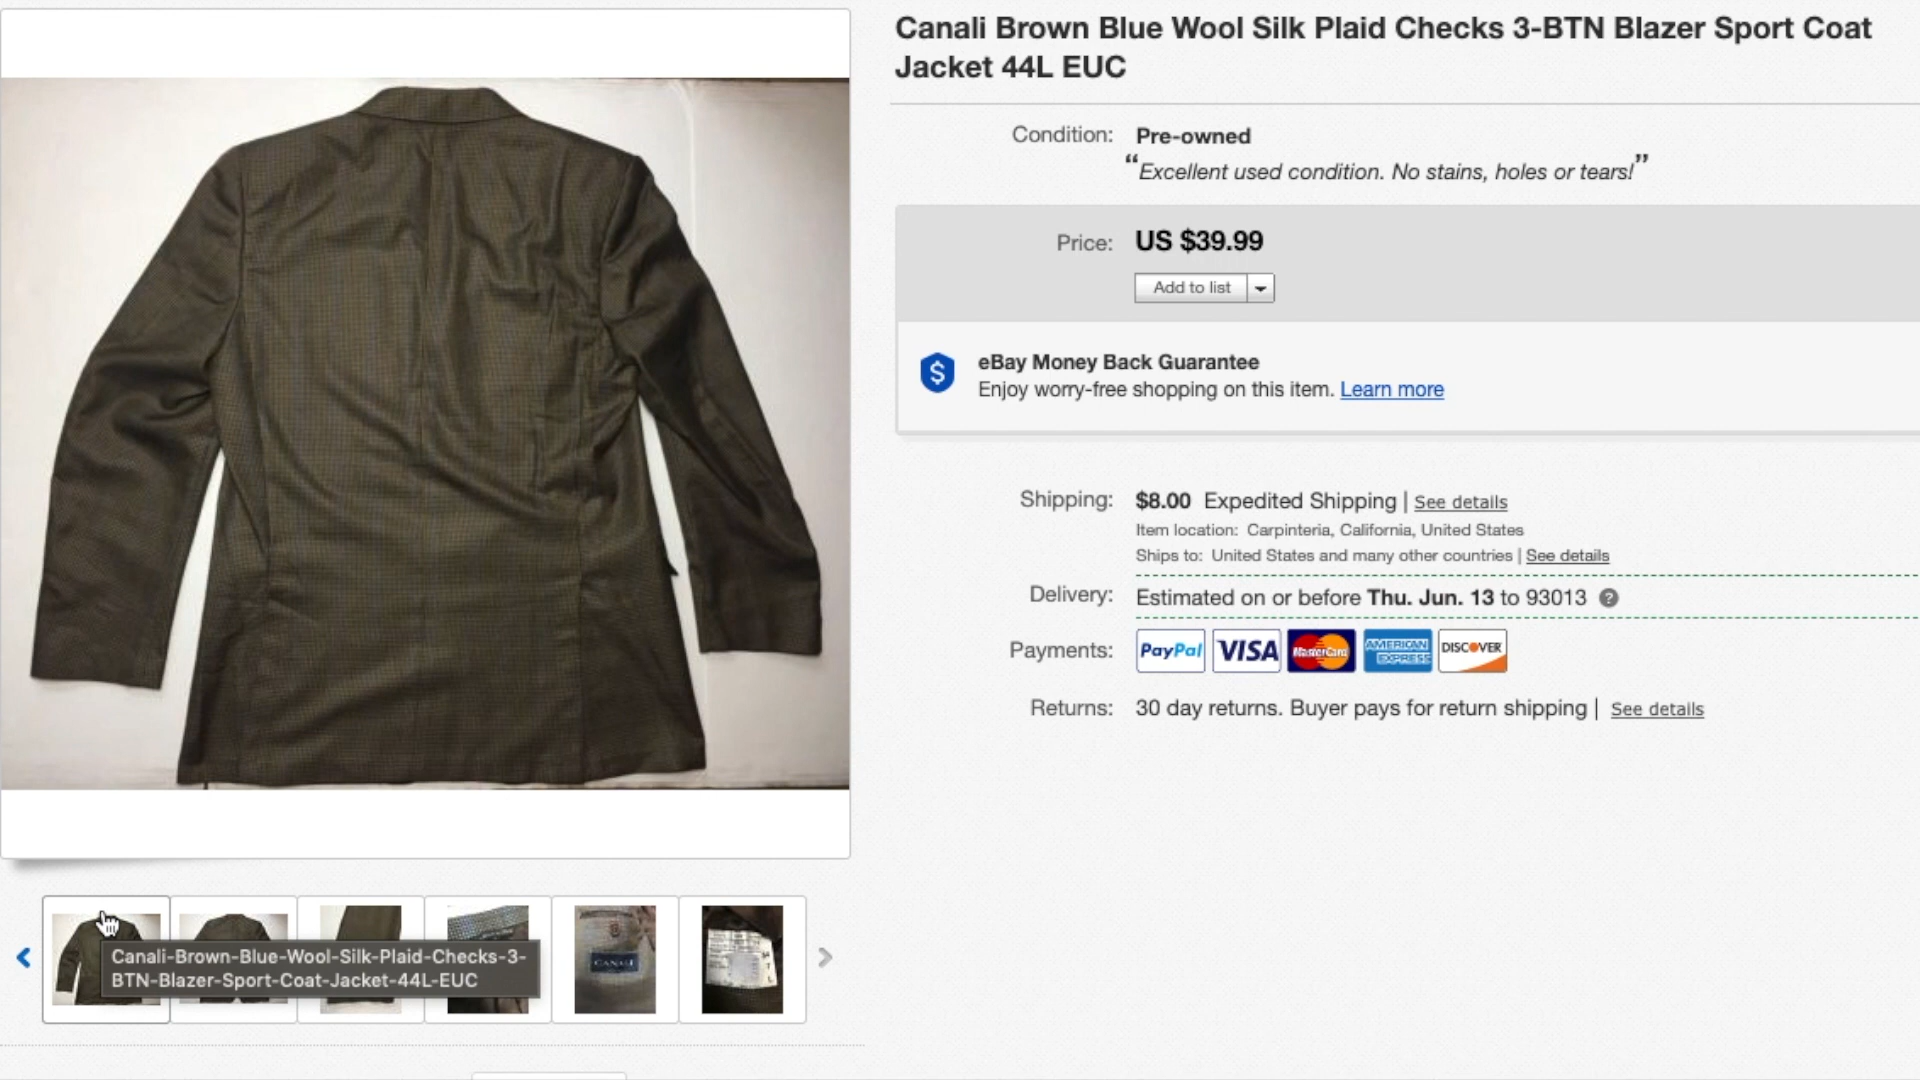 Canali Brown Blue Wool Silk Plaid Checks 3-BTN Blazer Sport Coat
Jacket 44L EUC
Condition: Pre-owned
“Excellent used condition. No stains, holes or tears!”
Price: US $39.99
Add to list
$ eBay Money Back Guarantee
Enjoy worry-free shopping on this item. Learn more
Shipping: $8.00 Expedited Shipping | See details
Item location: Carpinteria, California, United States
Ships to: United States and many other countries | See details
Delivery: Estimated on or before Thu. Jun. 13 to 93013 ?
Payments: PayPal VISA MasterCard AMERICAN EXPRESS DISCOVER
Returns: 30 day returns. Buyer pays for return shipping | See details
Canali-Brown-Blue-Wool-Silk-Plaid-Checks-3-
BTN-Blazer-Sport-Coat-Jacket-44L-EUC
CANALI